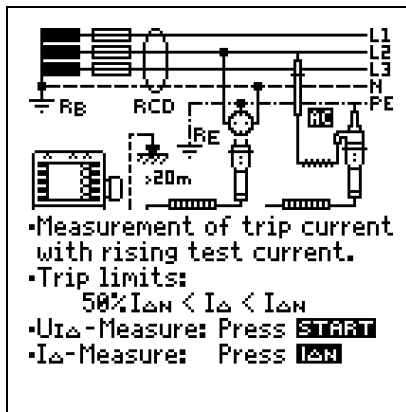 L1
L2
L3
N
PE
RB
RCD
RE
AC
>20m
•Measurement of trip current
with rising test current.
•Trip limits:
50%IΔN < IΔ < IΔN
•UIΔ-Measure: Press START
•IΔ-Measure: Press IΔN